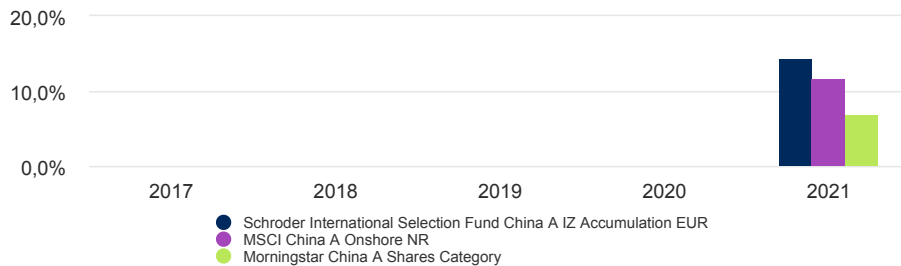 20,0%
10,0%
0,0%
2017 2018 2019 2020 2021
Schroder International Selection Fund China A IZ Accumulation EUR
MSCI China A Onshore NR
Morningstar China A Shares Category